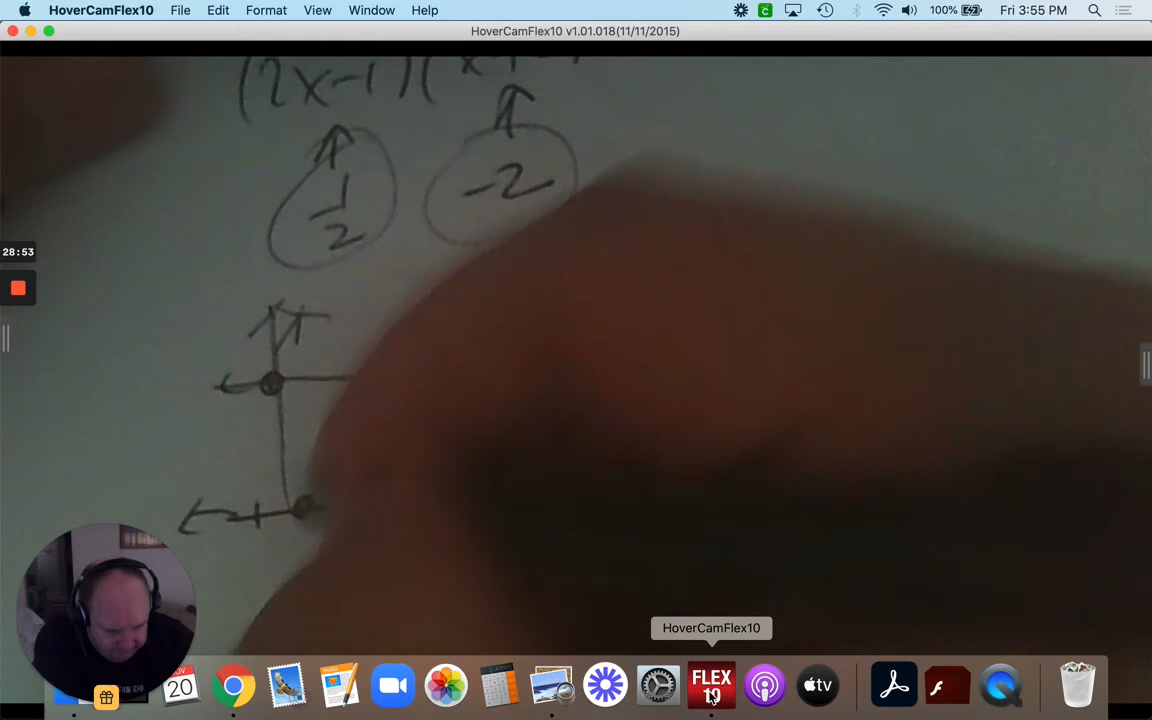 HoverCamFlex10 File Edit Format View Window Help 100% Fri 3:55 PM
HoverCamFlex10 v1.01.018(11/11/2015)
(2x-1)(x
1/2 -2
28:53
HoverCamFlex10
NOV
20
FLEX
10
tv